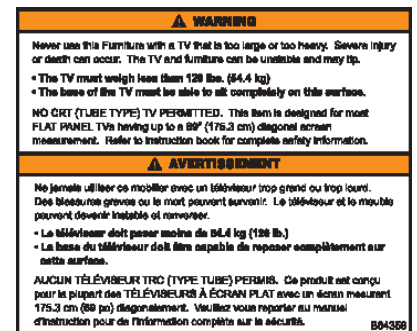 ⚠ WARNING
Never use this Furniture with a TV that is too large or too heavy. Severe injury
or death can occur. The TV and furniture can be unstable and may tip.
• The TV must weigh less than 120 lbs. (54.4 kg)
• The base of the TV must be able to sit completely on this surface.
NO CRT (TUBE TYPE) TV PERMITTED. This item is designed for most
FLAT PANEL TVs having up to a 69" (175.3 cm) diagonal screen
measurement. Refer to instruction book for complete safety information.
⚠ AVERTISSEMENT
Ne jamais utiliser ce mobilier avec un téléviseur trop grand ou trop lourd.
Des blessures graves ou la mort peuvent survenir. Le téléviseur et le meuble
peuvent devenir instable et renverser.
• Le téléviseur doit peser moins de 54.4 kg (120 lb.)
• La base du téléviseur doit être capable de reposer complètement sur
cette surface.
AUCUN TÉLÉVISEUR TRC (TYPE TUBE) PERMIS. Ce produit est conçu
pour la plupart des TÉLÉVISEURS À ÉCRAN PLAT avec un écran mesurant
175.3 cm (69 po) diagonalement. Veuillez vous reporter au manuel
d'instruction pour de l'information complète sur la sécurité.